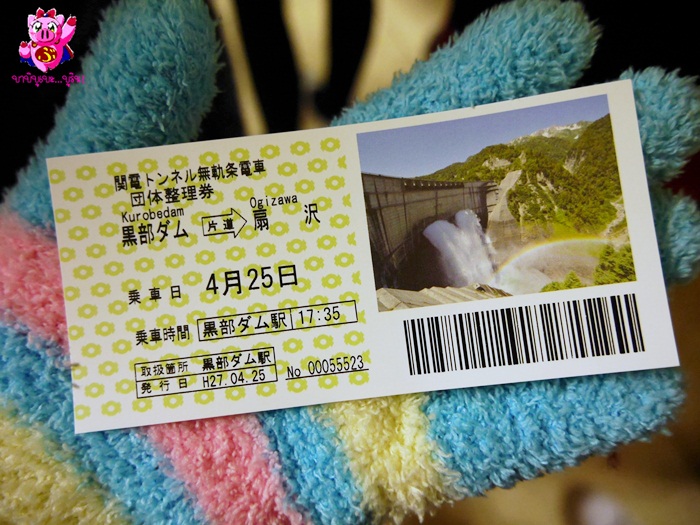 関電トンネル無軌条電車
団体整理券
Kurobedam Ogizawa
黒部ダム 片道 扇 沢
乗車日 4月25日
乗車時間 黒部ダム駅 17:35
取扱箇所 黒部ダム駅
発行日 H27.04.25 No 00055523